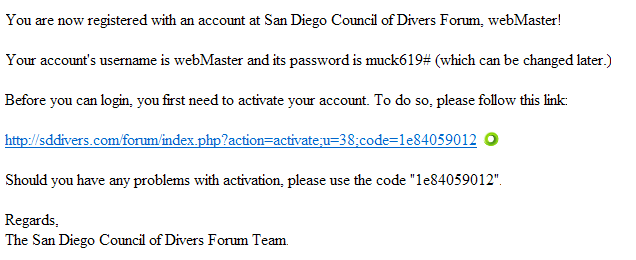 You are now registered with an account at San Diego Council of Divers Forum, webMaster!
Your account's username is webMaster and its password is muck619# (which can be changed later.)
Before you can login, you first need to activate your account. To do so, please follow this link:
http://sddivers.com/forum/index.php?action=activate;u=38;code=1e84059012
Should you have any problems with activation, please use the code "1e84059012".
Regards,
The San Diego Council of Divers Forum Team.